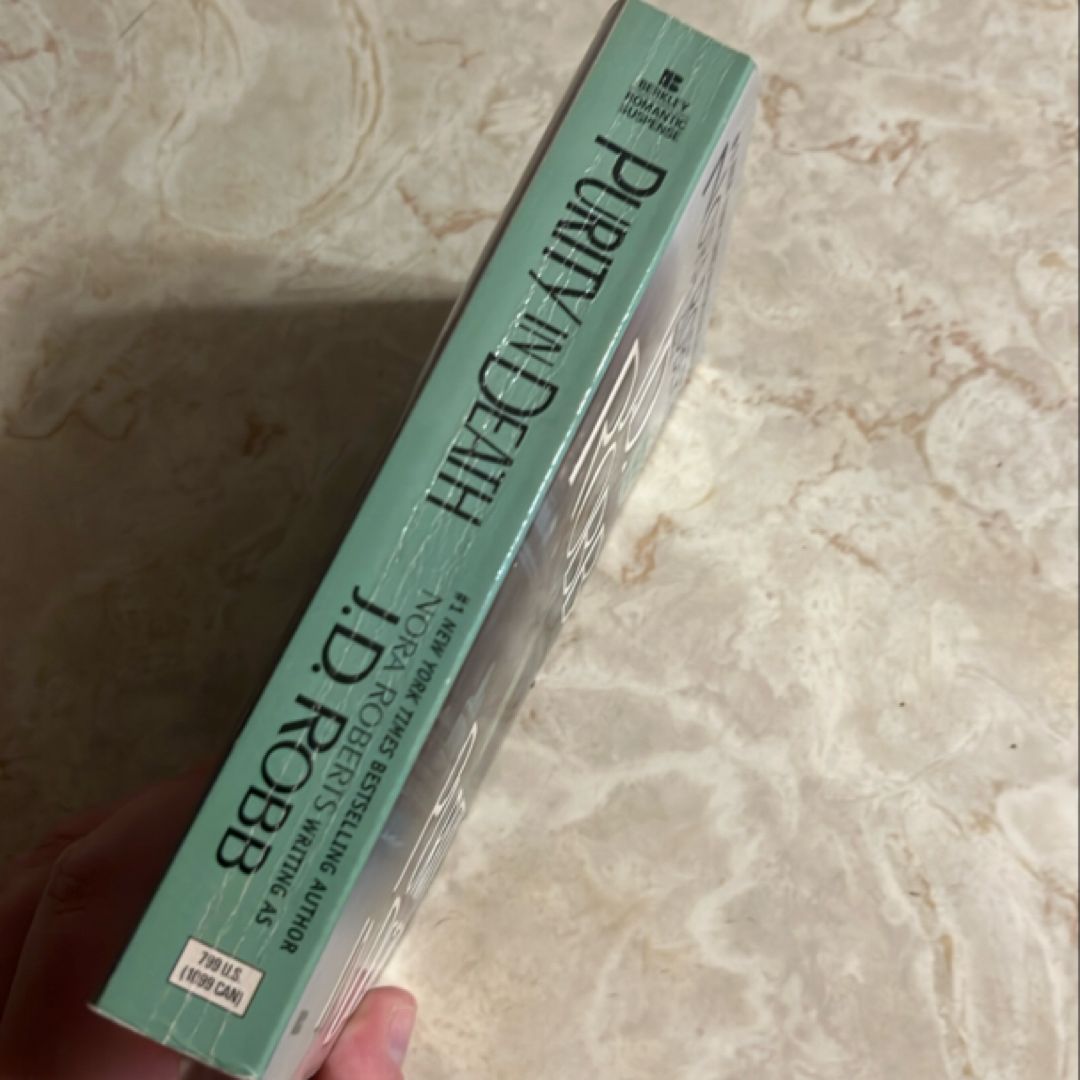 BERKLEY
ROMANTIC
SUSPENSE
PURITY IN DEATH
#1 NEW YORK TIMES BESTSELLING AUTHOR
NORA ROBERTS WRITING AS
J.D. ROBB
7.99 U.S.
(10.99 CAN)